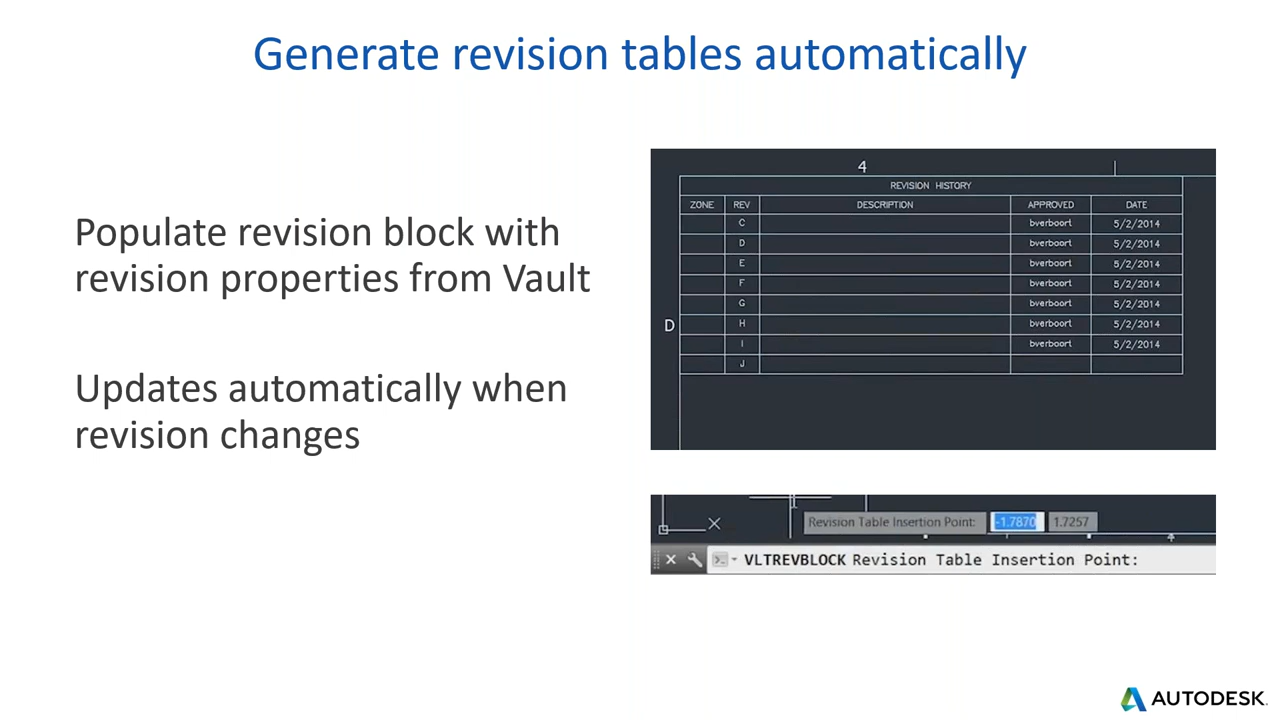 Generate revision tables automatically
Populate revision block with
revision properties from Vault
Updates automatically when
revision changes
4
REVISION HISTORY
ZONE REV DESCRIPTION APPROVED DATE
C bverboort 5/2/2014
D bverboort 5/2/2014
E bverboort 5/2/2014
F bverboort 5/2/2014
G bverboort 5/2/2014
D H bverboort 5/2/2014
I bverboort 5/2/2014
J
X Revision Table Insertion Point: -1.7870 1.7257
VLTREVBLOCK Revision Table Insertion Point:
AUTODESK.